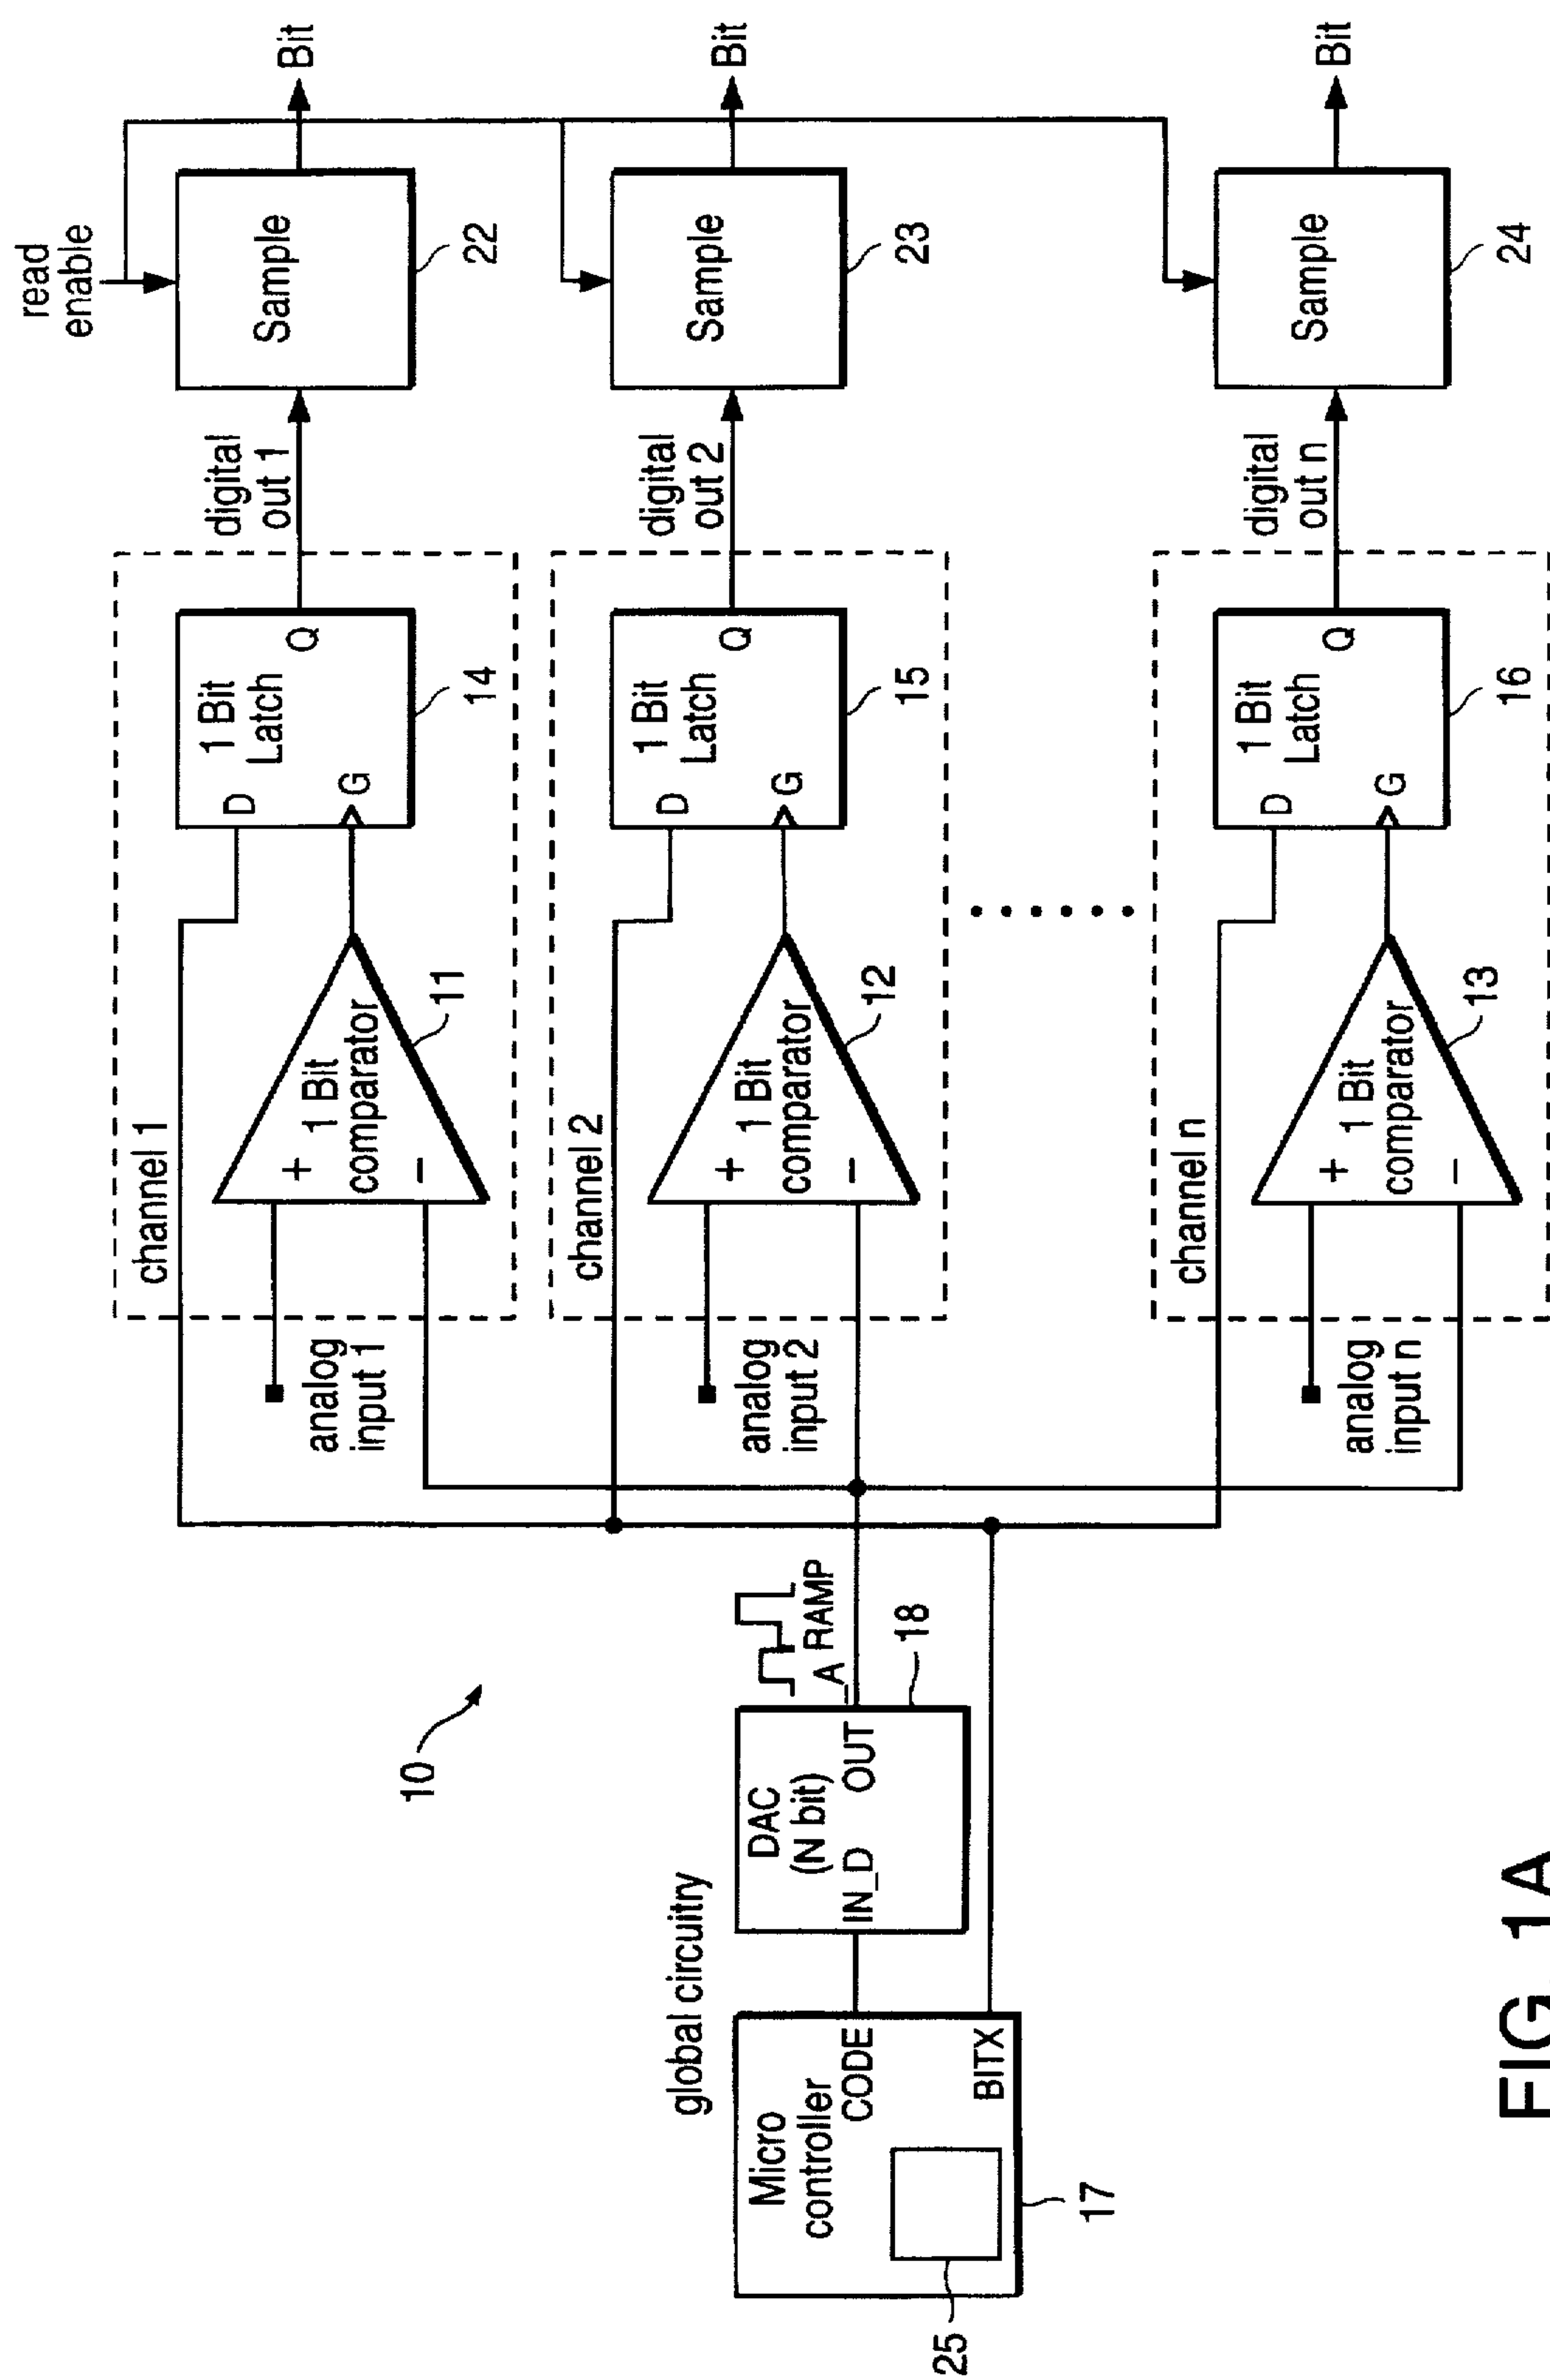 read
enable
Sample
22
Bit
digital
out 1
channel 1
1 Bit
Latch
D
G
Q
14
+
-
1 Bit
comparator
11
analog
input 1
Sample
23
Bit
digital
out 2
channel 2
1 Bit
Latch
D
G
Q
15
+
-
1 Bit
comparator
12
analog
input 2
Sample
24
Bit
digital
out n
channel n
1 Bit
Latch
D
G
Q
16
+
-
1 Bit
comparator
13
analog
input n
10
global circuitry
Micro
controller
CODE
BITX
17
25
DAC
(N bit)
IN_D OUT
18
A_RAMP
FIG. 1A